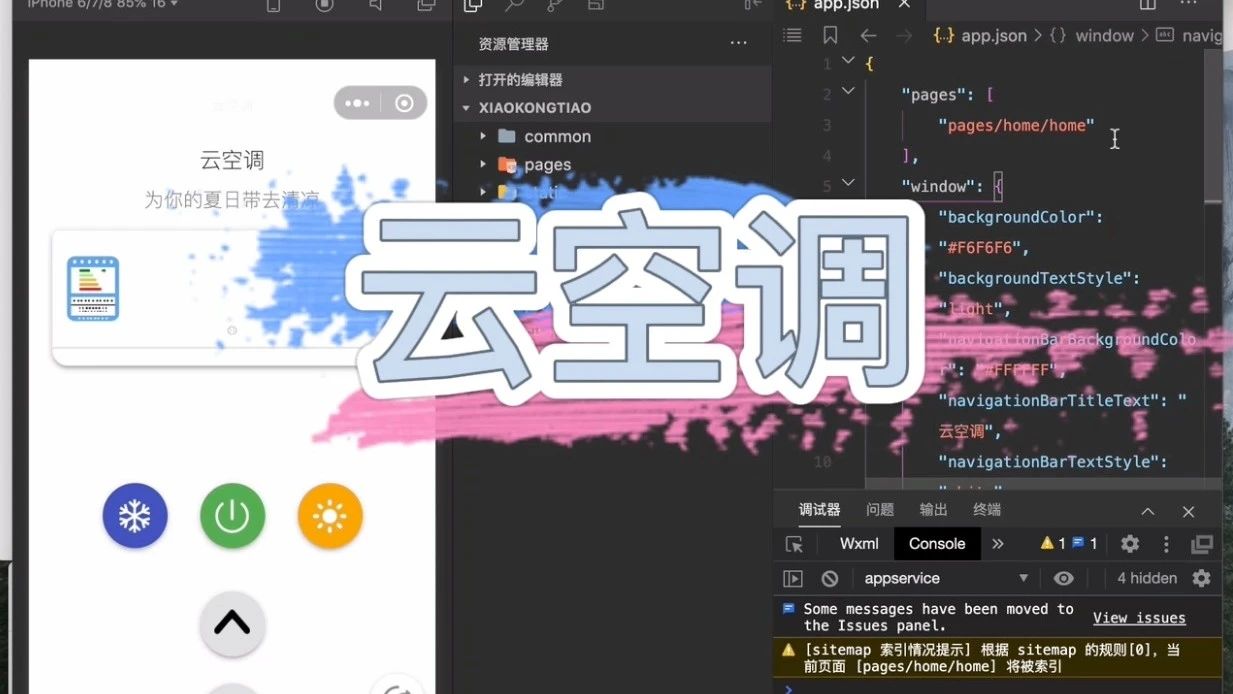 iPhone 6/7/8 85% 16
云空调
为你的夏日带去清凉
资源管理器
打开的编辑器
XIAOKONGTIAO
common
pages
云空调
app.json
app.json > {} window >
1 {
2 "pages": [
3 "pages/home/home"
4 ],
5 "window": {
"backgroundColor":
"#F6F6F6",
"backgroundTextStyle":
"light",
"navigationBarBackgroundColo
r": "#FFFFFF",
"navigationBarTitleText": "
云空调",
10 "navigationBarTextStyle":
调试器 问题 输出 终端
Wxml Console 1 1
appservice 4 hidden
Some messages have been moved to
the Issues panel.
View issues
[sitemap 索引情况提示] 根据 sitemap 的规则[0]，当
前页面 [pages/home/home] 将被索引